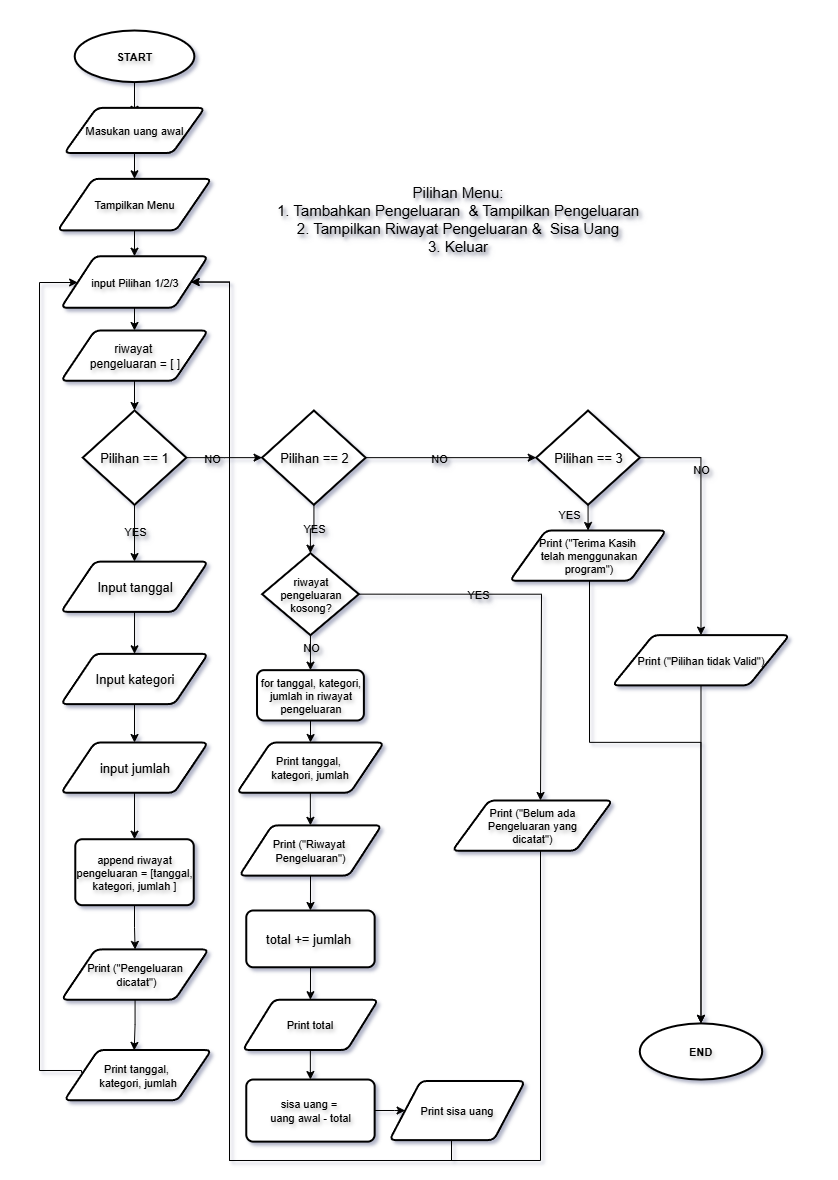 START
Masukan uang awal
Tampilkan Menu
Pilihan Menu:
1. Tambahkan Pengeluaran & Tampilkan Pengeluaran
2. Tampilkan Riwayat Pengeluaran & Sisa Uang
3. Keluar
input Pilihan 1/2/3
riwayat
pengeluaran = [ ]
Pilihan == 1
NO
Pilihan == 2
NO
Pilihan == 3
NO
YES
Input tanggal
Input kategori
input jumlah
append riwayat
pengeluaran = [tanggal,
kategori, jumlah ]
Print ("Pengeluaran
dicatat")
Print tanggal,
kategori, jumlah
YES
riwayat
pengeluaran
kosong?
YES
NO
for tanggal, kategori,
jumlah in riwayat
pengeluaran
Print tanggal,
kategori, jumlah
Print ("Riwayat
Pengeluaran")
total += jumlah
Print total
sisa uang =
uang awal - total
Print sisa uang
Print ("Belum ada
Pengeluaran yang
dicatat")
YES
Print ("Terima Kasih
telah menggunakan
program")
Print ("Pilihan tidak Valid")
END